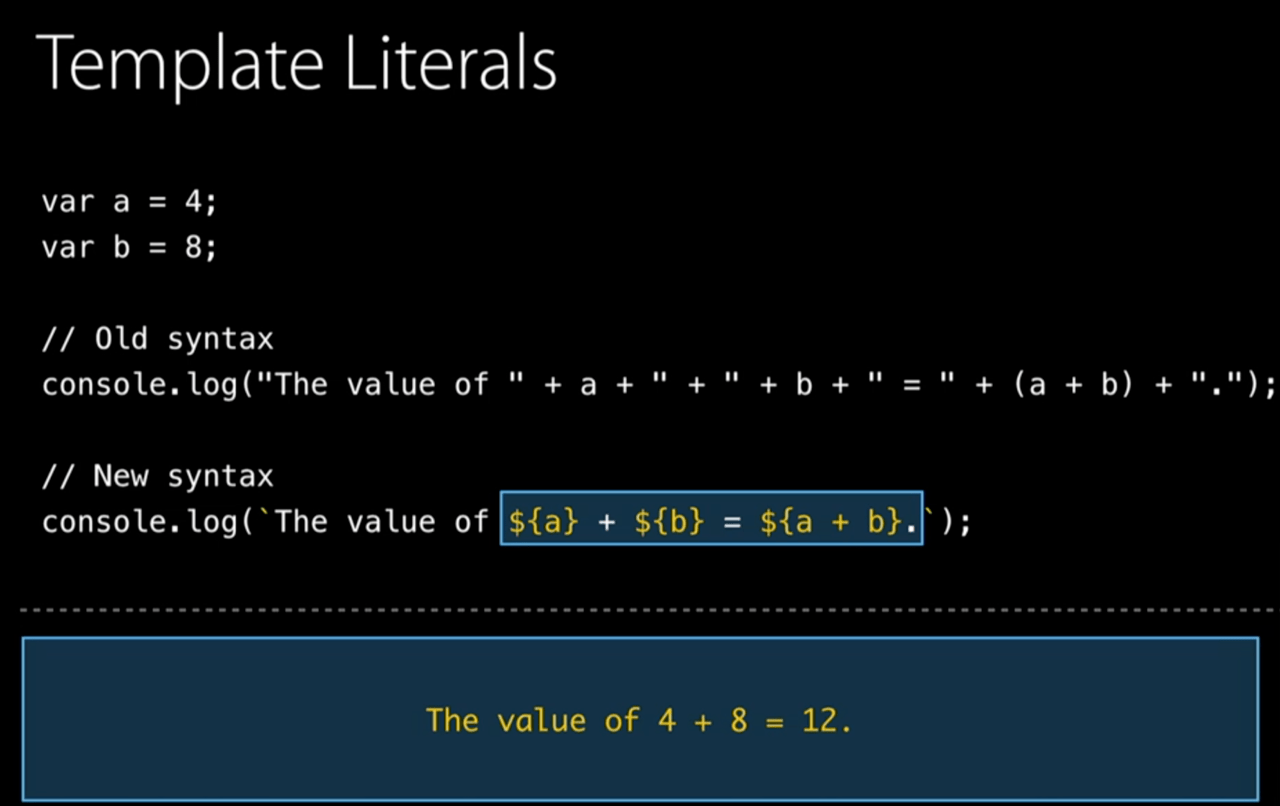 Template Literals
var a = 4;
var b = 8;
// Old syntax
console.log("The value of " + a + " + " + b + " = " + (a + b) + ".");
// New syntax
console.log(`The value of ${a} + ${b} = ${a + b}.`);
The value of 4 + 8 = 12.